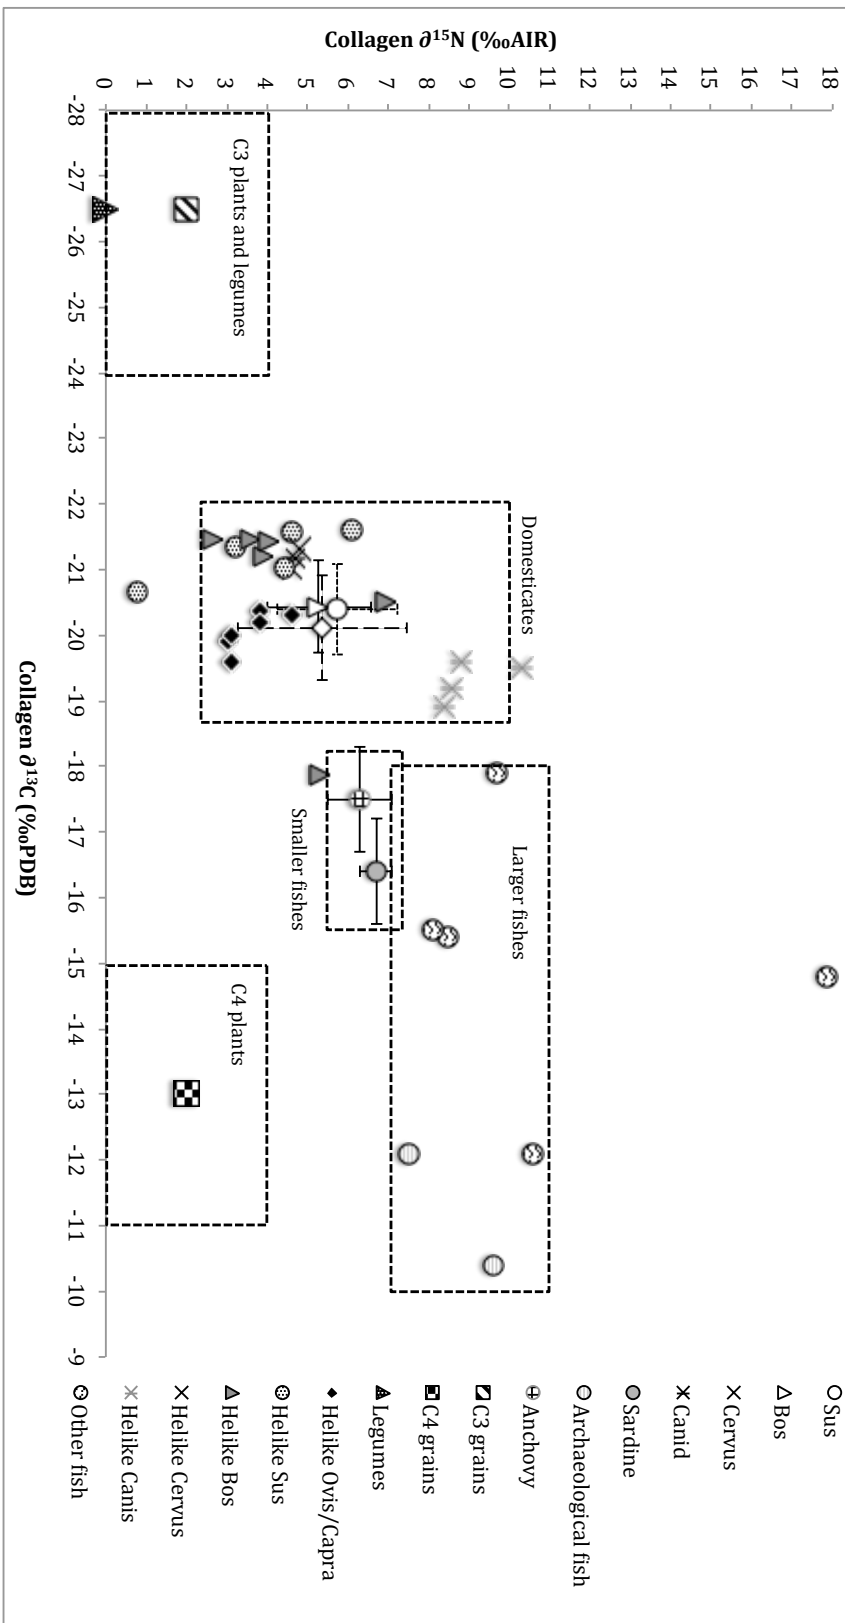 Collagen ∂¹⁵N (‰AIR)
18
17
16
15
14
13
12
11
10
9
8
7
6
5
4
3
2
1
0
-28
-27
-26
-25
-24
-23
-22
-21
-20
-19
-18
-17
-16
-15
-14
-13
-12
-11
-10
-9
Collagen ∂¹³C (‰PDB)
C3 plants and legumes
Domesticates
Smaller fishes
Larger fishes
C4 plants
Sus
Bos
Cervus
Canid
Sardine
Archaeological fish
Anchovy
C3 grains
C4 grains
Legumes
Helike Ovis/Capra
Helike Sus
Helike Bos
Helike Cervus
Helike Canis
Other fish